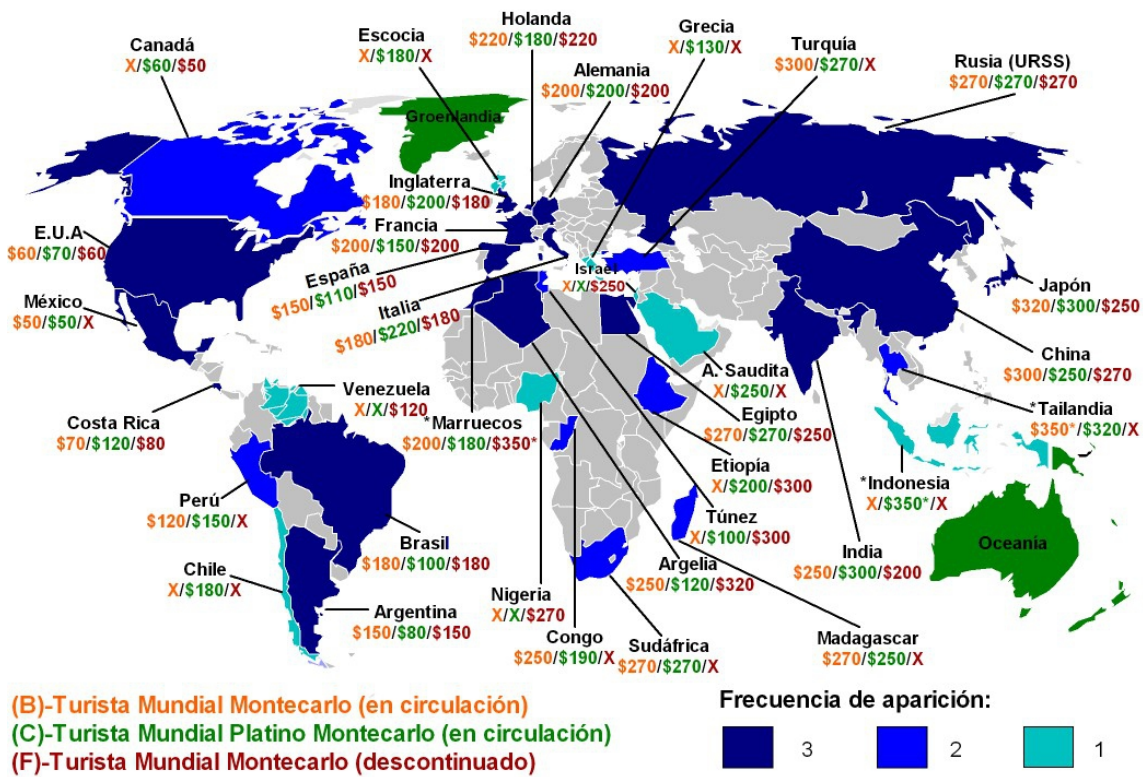 Canadá
X/$60/$50
Escocia
X/$180/X
Holanda
$220/$180/$220
Alemania
$200/$200/$200
Grecia
X/$130/X
Turquía
$300/$270/X
Rusia (URSS)
$270/$270/$270
Groenlandia
Inglaterra
$180/$200/$180
Francia
$200/$150/$200
España
$150/$110/$150
Italia
$180/$220/$180
Israel
X/X/$250
E.U.A
$60/$70/$60
México
$50/$50/X
Japón
$320/$300/$250
China
$300/$250/$270
A. Saudita
X/$250/X
Venezuela
X/X/$120
Costa Rica
$70/$120/$80
*Marruecos
$200/$180/$350*
Egipto
$270/$270/$250
*Tailandia
$350*/$320/X
Etiopía
X/$200/$300
*Indonesia
X/$350*/X
Perú
$120/$150/X
Túnez
X/$100/$300
Brasil
$180/$100/$180
Oceanía
India
$250/$300/$200
Argelia
$250/$120/$320
Chile
X/$180/X
Nigeria
X/X/$270
Argentina
$150/$80/$150
Congo
$250/$190/X
Sudáfrica
$270/$270/X
Madagascar
$270/$250/X
(B)-Turista Mundial Montecarlo (en circulación)
(C)-Turista Mundial Platino Montecarlo (en circulación)
(F)-Turista Mundial Montecarlo (descontinuado)
Frecuencia de aparición:
3 2 1